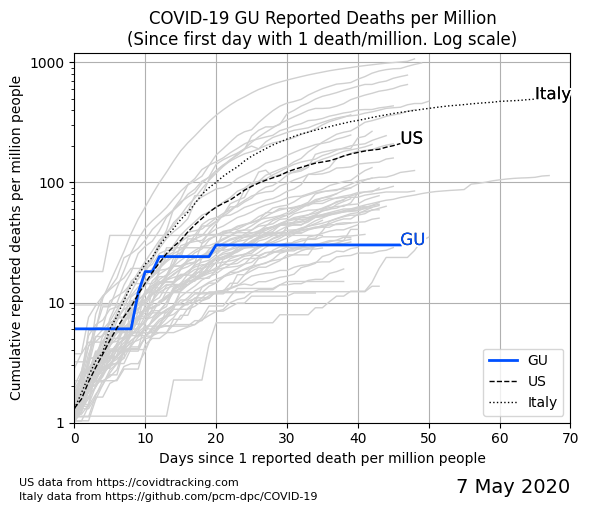 COVID-19 GU Reported Deaths per Million
(Since first day with 1 death/million. Log scale)
Cumulative reported deaths per million people
1000
100
10
1
Italy
US
GU
GU
US
Italy
0 10 20 30 40 50 60 70
Days since 1 reported death per million people
US data from https://covidtracking.com
Italy data from https://github.com/pcm-dpc/COVID-19
7 May 2020